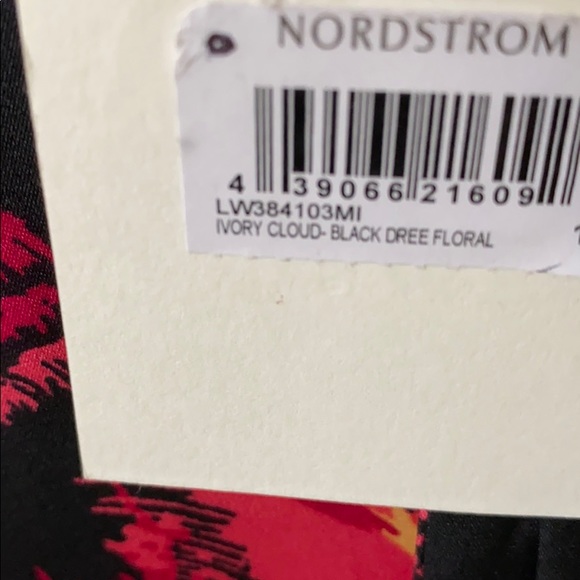 NORDSTROM
4 39066 21609
LW384103MI
IVORY CLOUD- BLACK DREE FLORAL